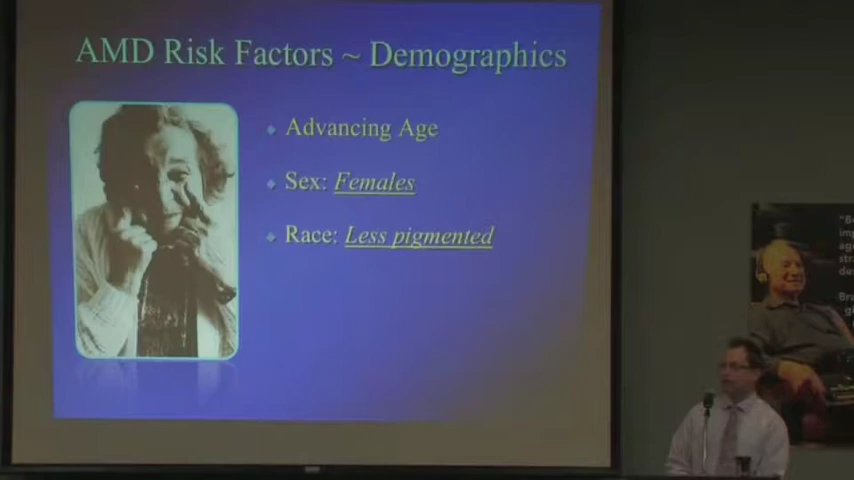 AMD Risk Factors ~ Demographics
Advancing Age
Sex: Females
Race: Less pigmented